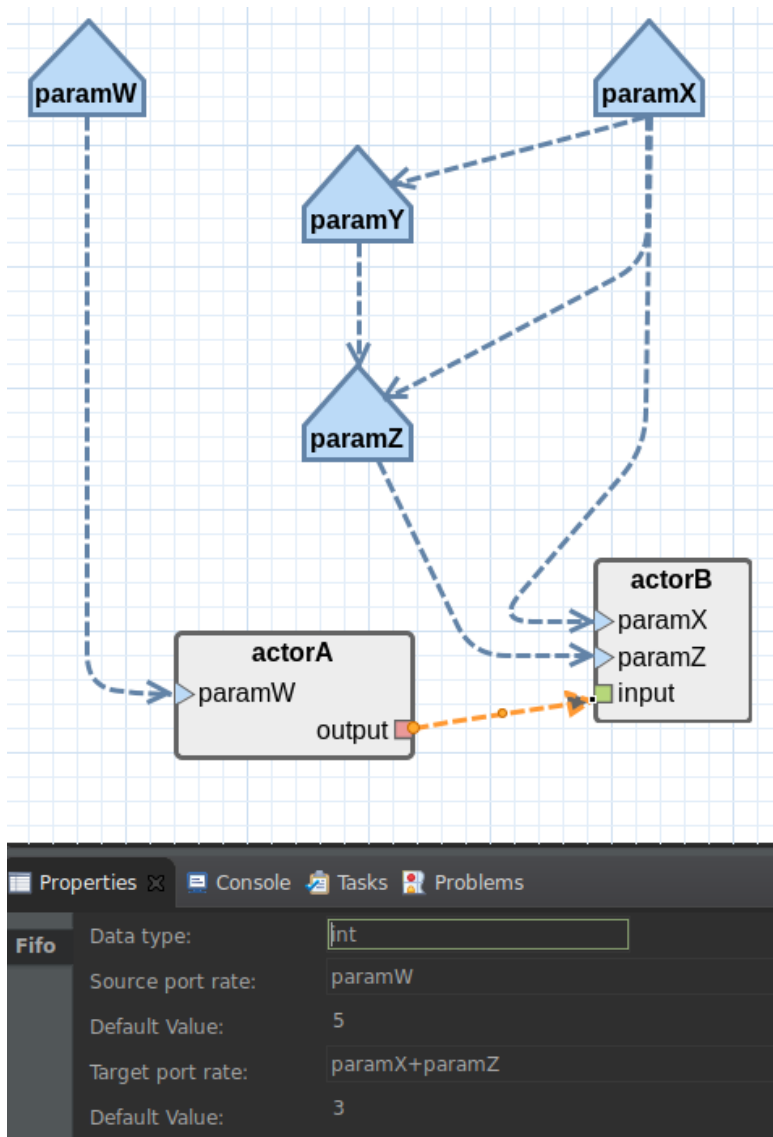 paramW
paramX
paramY
paramZ
actorB
paramX
paramZ
input
actorA
paramW
output
Properties Console Tasks Problems
Fifo
Data type: int
Source port rate: paramW
Default Value: 5
Target port rate: paramX+paramZ
Default Value: 3